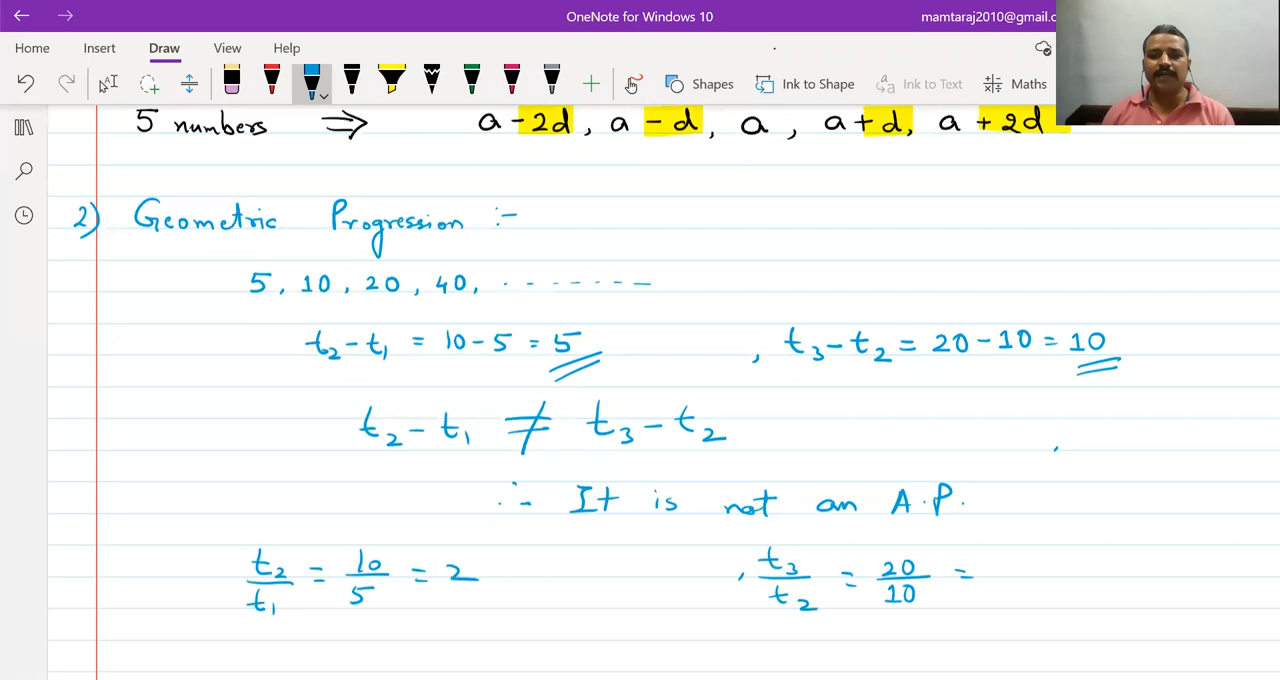 OneNote for Windows 10
mamtaraj2010@gmail.c
Home Insert Draw View Help
Shapes Ink to Shape Ink to Text Maths
5 numbers ⇒ a - 2d, a - d, a, a + d, a + 2d
2) Geometric Progression :-
5, 10, 20, 40, - - - - - - -
t₂ - t₁ = 10 - 5 = 5 , t₃ - t₂ = 20 - 10 = 10
t₂ - t₁ ≠ t₃ - t₂
∴ It is not an A.P.
t₂/t₁ = 10/5 = 2 , t₃/t₂ = 20/10 =